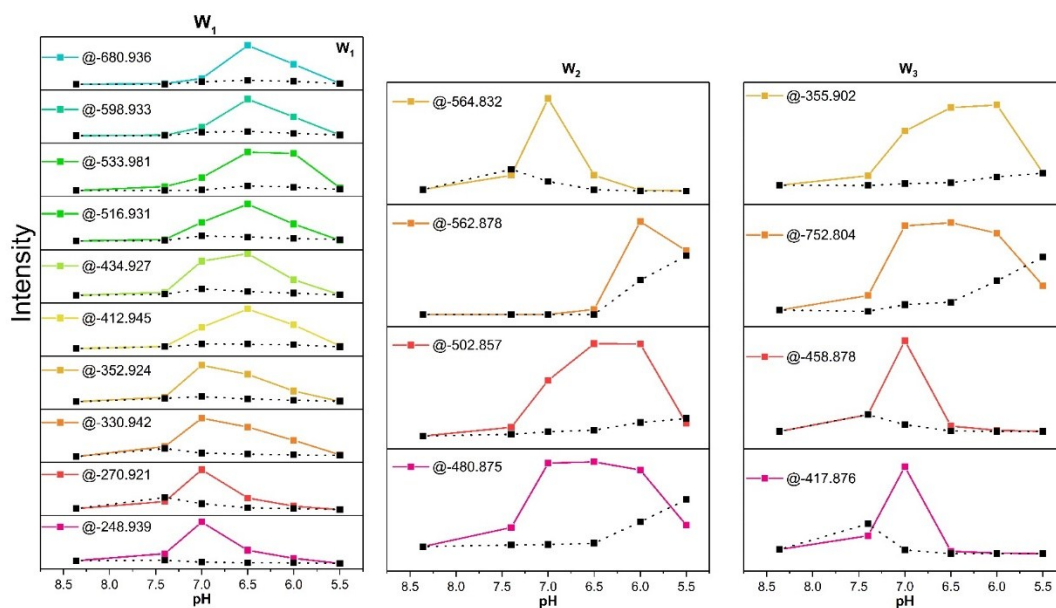 W1
W1
Intensity
@-680.936
@-598.933
@-533.981
@-516.931
@-434.927
@-412.945
@-352.924
@-330.942
@-270.921
@-248.939
8.5 8.0 7.5 7.0 6.5 6.0 5.5
pH
W2
@-564.832
@-562.878
@-502.857
@-480.875
8.5 8.0 7.5 7.0 6.5 6.0 5.5
pH
W3
@-355.902
@-752.804
@-458.878
@-417.876
8.5 8.0 7.5 7.0 6.5 6.0 5.5
pH